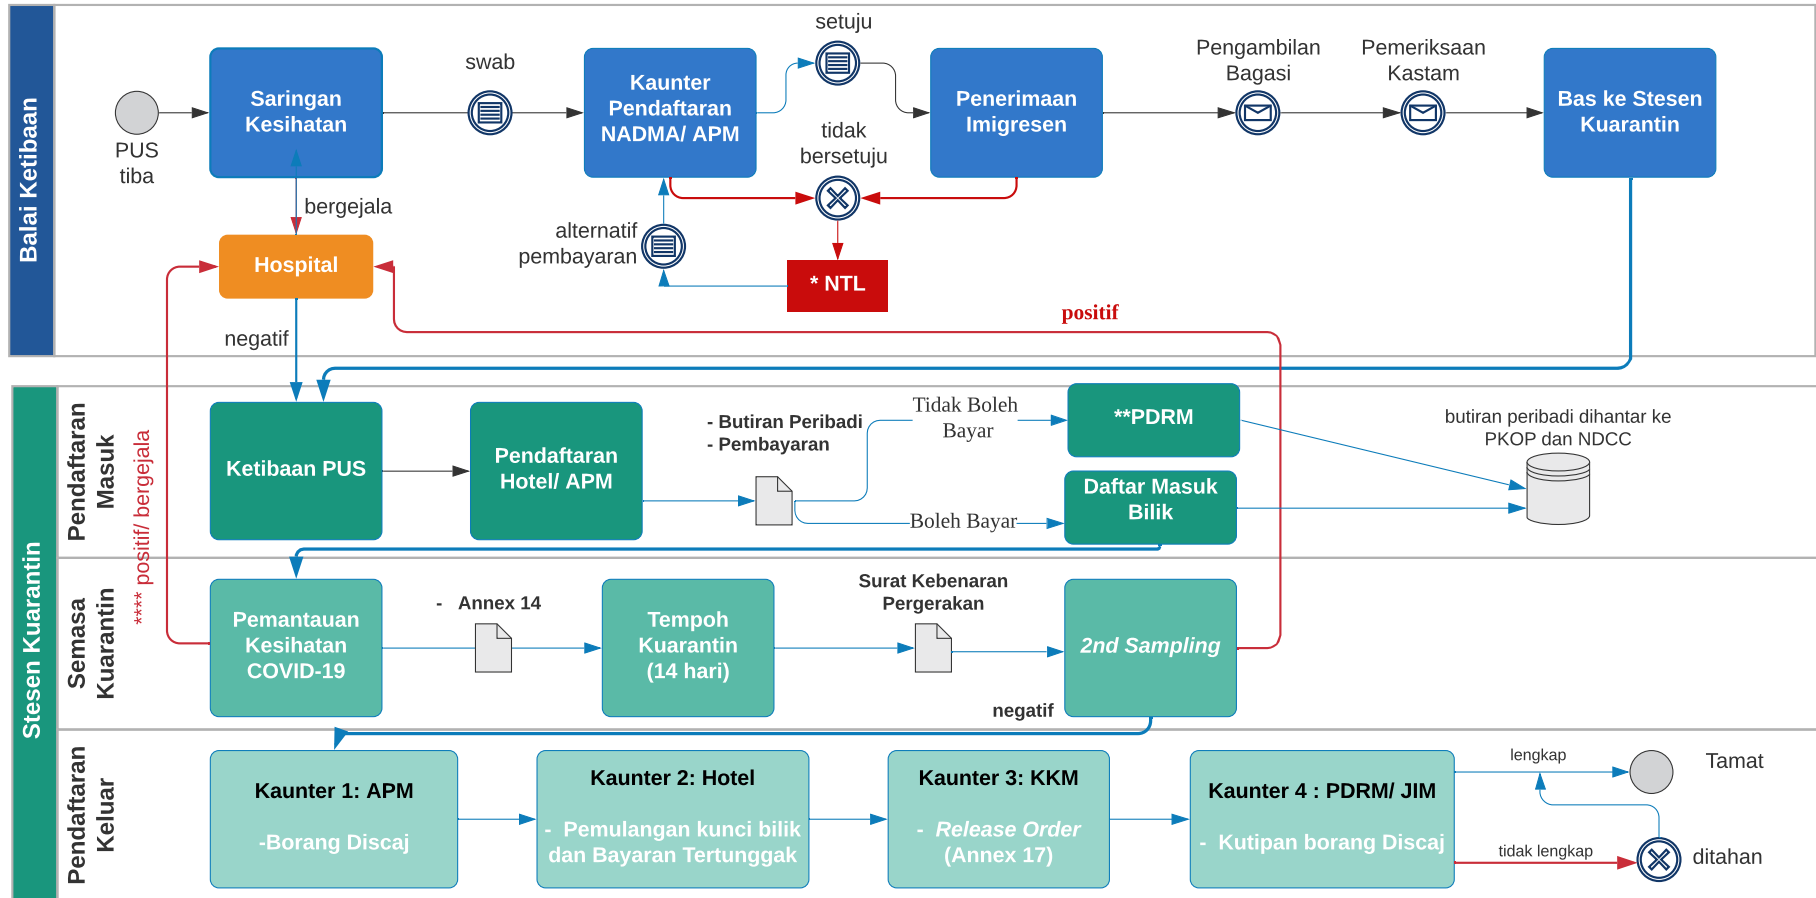 Balai Ketibaan
PUS
tiba
Saringan
Kesihatan
swab
Kaunter
Pendaftaran
NADMA/ APM
setuju
tidak
bersetuju
Penerimaan
Imigresen
Pengambilan
Bagasi
Pemeriksaan
Kastam
Bas ke Stesen
Kuarantin
bergejala
Hospital
alternatif
pembayaran
* NTL
negatif
positif
Stesen Kuarantin
Pendaftaran
Masuk
**** positif/ bergejala
Ketibaan PUS
Pendaftaran
Hotel/ APM
- Butiran Peribadi
- Pembayaran
Tidak Boleh
Bayar
Boleh Bayar
**PDRM
Daftar Masuk
Bilik
butiran peribadi dihantar ke
PKOP dan NDCC
Semasa
Kuarantin
Pemantauan
Kesihatan
COVID-19
- Annex 14
Tempoh
Kuarantin
(14 hari)
Surat Kebenaran
Pergerakan
2nd Sampling
negatif
Pendaftaran
Keluar
Kaunter 1: APM
-Borang Discaj
Kaunter 2: Hotel
- Pemulangan kunci bilik
dan Bayaran Tertunggak
Kaunter 3: KKM
- Release Order
(Annex 17)
Kaunter 4 : PDRM/ JIM
- Kutipan borang Discaj
lengkap
Tamat
tidak lengkap
ditahan